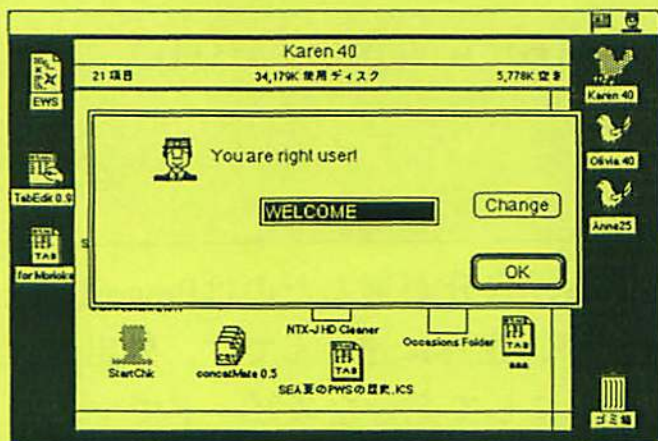 Karen 40
21 項目 34,179K 使用ディスク 5,778K 空き
EWS
Karen 40
You are right user!
Olivia 40
WELCOME
Change
TabEdit 0.9
Anne25
OK
for Morioka
NTX-J HD Cleaner
Occasions Folder
StartChk
concatMate 0.5
aaa
SEA夏のPWSの歴史.ICS
ゴミ箱